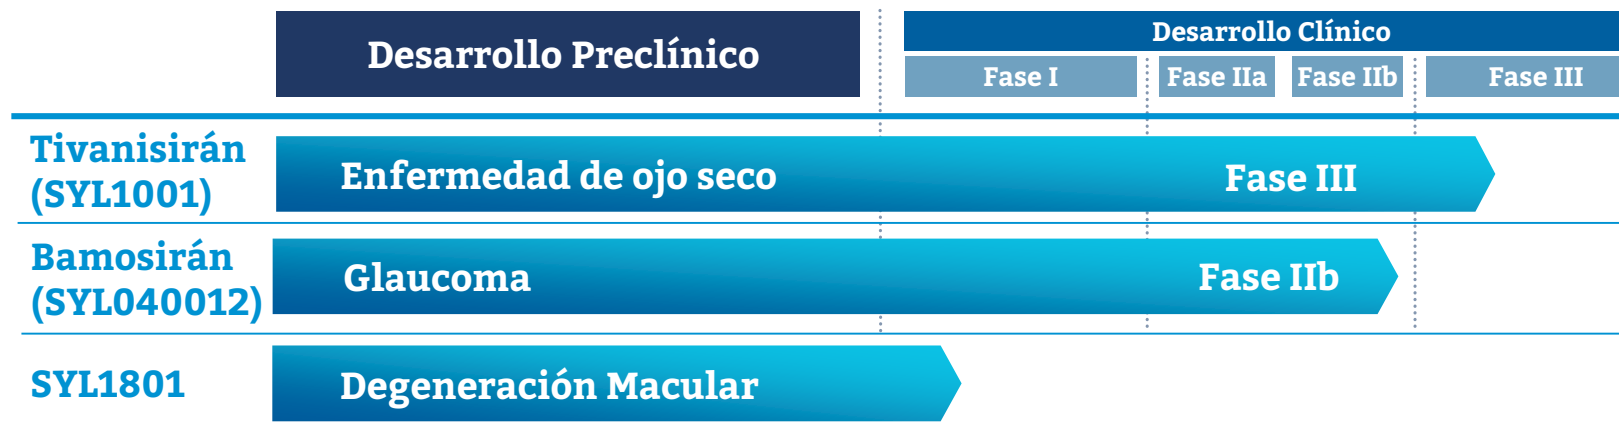 Desarrollo Preclínico
Desarrollo Clínico
Fase I
Fase IIa
Fase IIb
Fase III
Tivanisirán
(SYL1001)
Enfermedad de ojo seco
Fase III
Bamosirán
(SYL040012)
Glaucoma
Fase IIb
SYL1801
Degeneración Macular